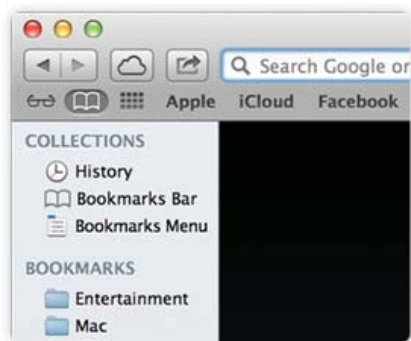 Search Google or
Apple iCloud Facebook
COLLECTIONS
History
Bookmarks Bar
Bookmarks Menu
BOOKMARKS
Entertainment
Mac